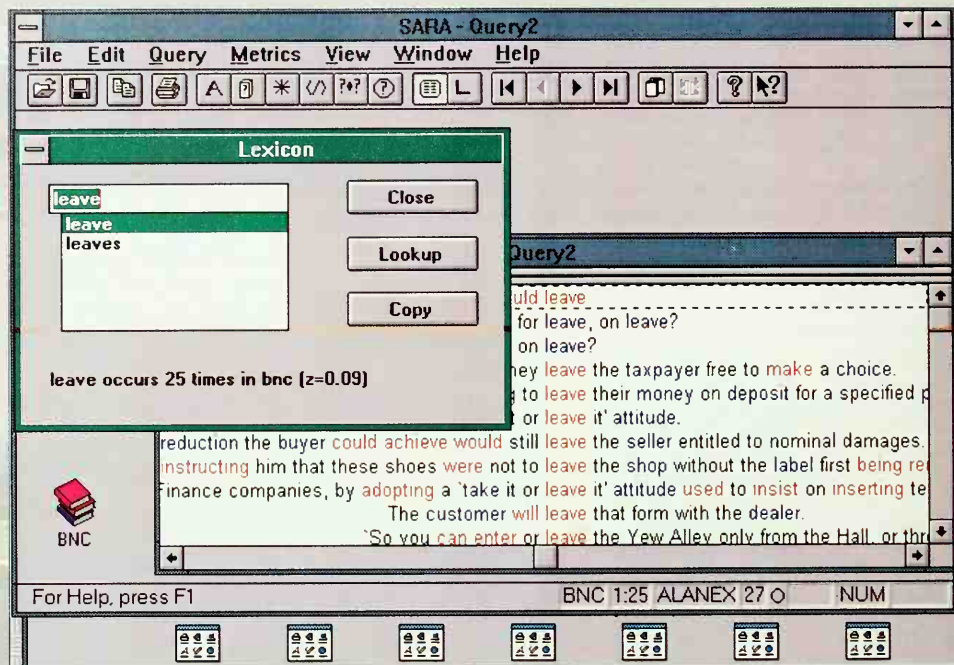 SARA - Query2
File Edit Query Metrics View Window Help
Lexicon
leave
leave
leaves
Close
Lookup
Copy
leave occurs 25 times in bnc (z=0.09)
Query2
uld leave
for leave, on leave?
on leave?
hey leave the taxpayer free to make a choice.
to leave their money on deposit for a specified p
or leave it' attitude.
reduction the buyer could achieve would still leave the seller entitled to nominal damages.
instructing him that these shoes were not to leave the shop without the label first being re
Finance companies, by adopting a `take it or leave it' attitude used to insist on inserting te
The customer will leave that form with the dealer.
`So you can enter or leave the Yew Alley only from the Hall, or thr
BNC
For Help, press F1
BNC 1:25 ALANEX 27 0 NUM